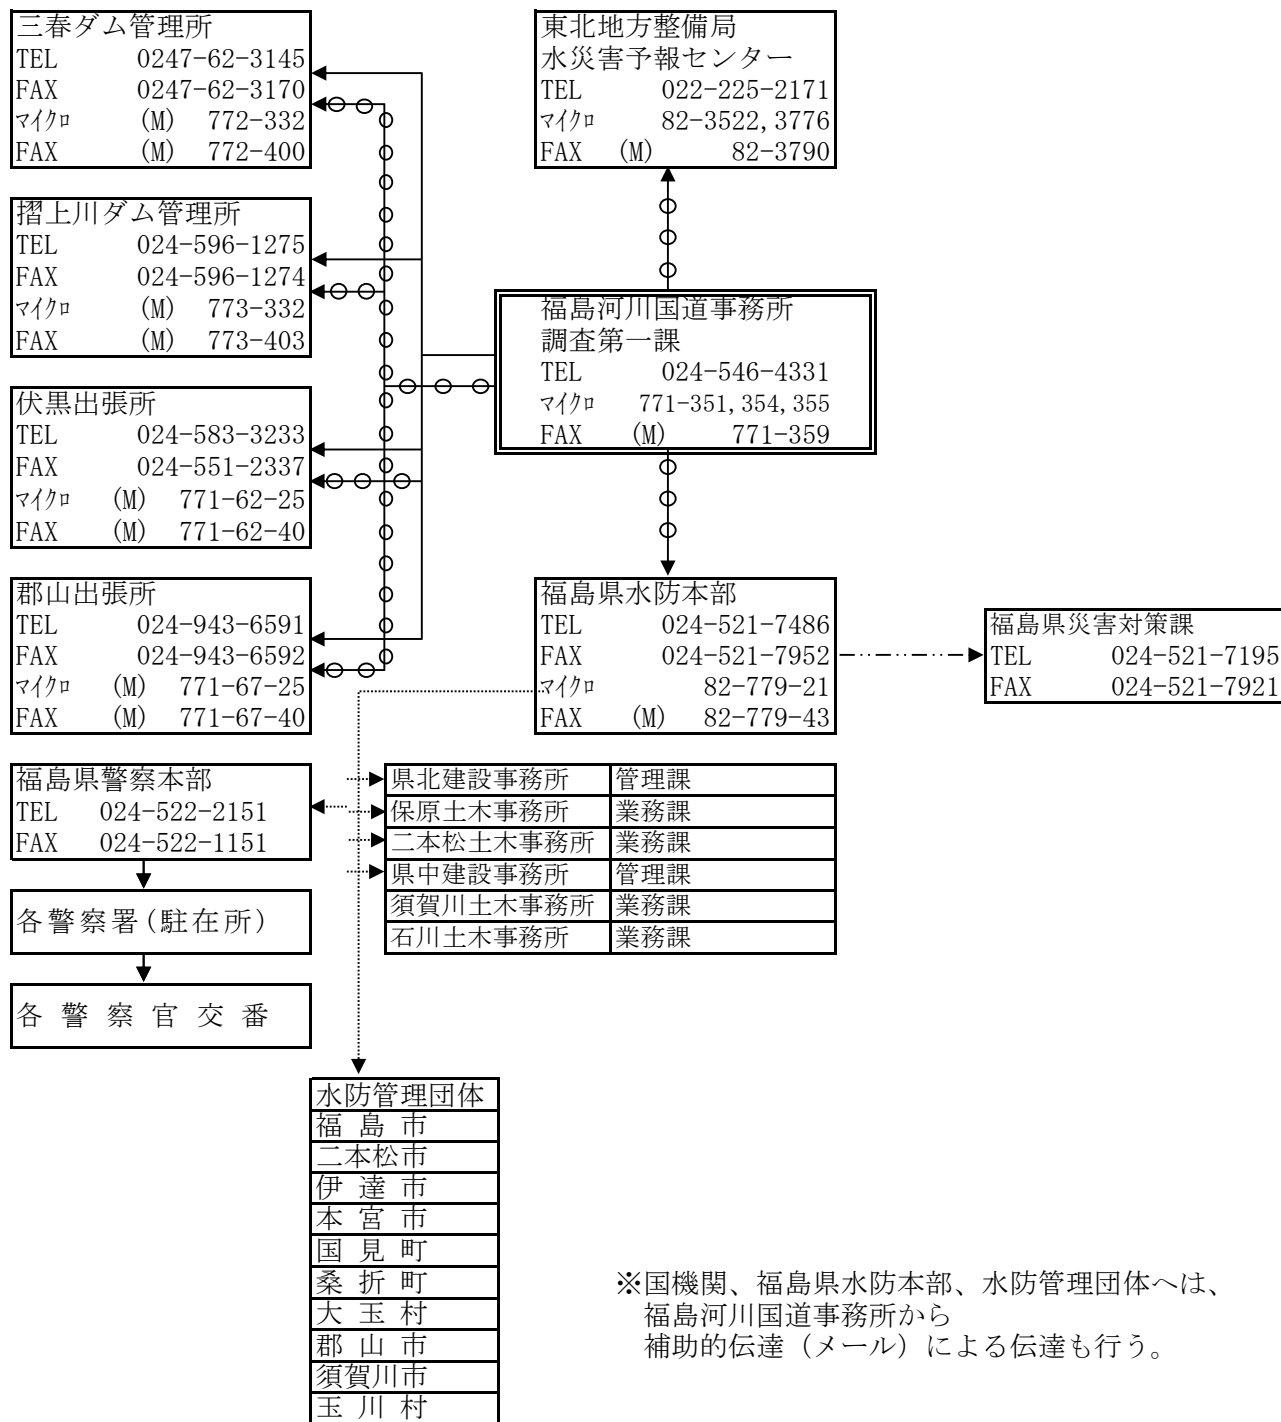 三春ダム管理所
TEL 0247-62-3145
FAX 0247-62-3170
ﾏｲｸﾛ (M) 772-332
FAX (M) 772-400
東北地方整備局
水災害予報センター
TEL 022-225-2171
ﾏｲｸﾛ 82-3522,3776
FAX (M) 82-3790
摺上川ダム管理所
TEL 024-596-1275
FAX 024-596-1274
ﾏｲｸﾛ (M) 773-332
FAX (M) 773-403
福島河川国道事務所
調査第一課
TEL 024-546-4331
ﾏｲｸﾛ 771-351,354,355
FAX (M) 771-359
伏黒出張所
TEL 024-583-3233
FAX 024-551-2337
ﾏｲｸﾛ (M) 771-62-25
FAX (M) 771-62-40
郡山出張所
TEL 024-943-6591
FAX 024-943-6592
ﾏｲｸﾛ (M) 771-67-25
FAX (M) 771-67-40
福島県水防本部
TEL 024-521-7486
FAX 024-521-7952
ﾏｲｸﾛ 82-779-21
FAX (M) 82-779-43
福島県災害対策課
TEL 024-521-7195
FAX 024-521-7921
福島県警察本部
TEL 024-522-2151
FAX 024-522-1151
各警察署(駐在所)
各警察官交番
県北建設事務所 管理課
保原土木事務所 業務課
二本松土木事務所 業務課
県中建設事務所 管理課
須賀川土木事務所 業務課
石川土木事務所 業務課
水防管理団体
福島市
二本松市
伊達市
本宮市
国見町
桑折町
大玉村
郡山市
須賀川市
玉川村
※国機関、福島県水防本部、水防管理団体へは、
福島河川国道事務所から
補助的伝達（メール）による伝達も行う。